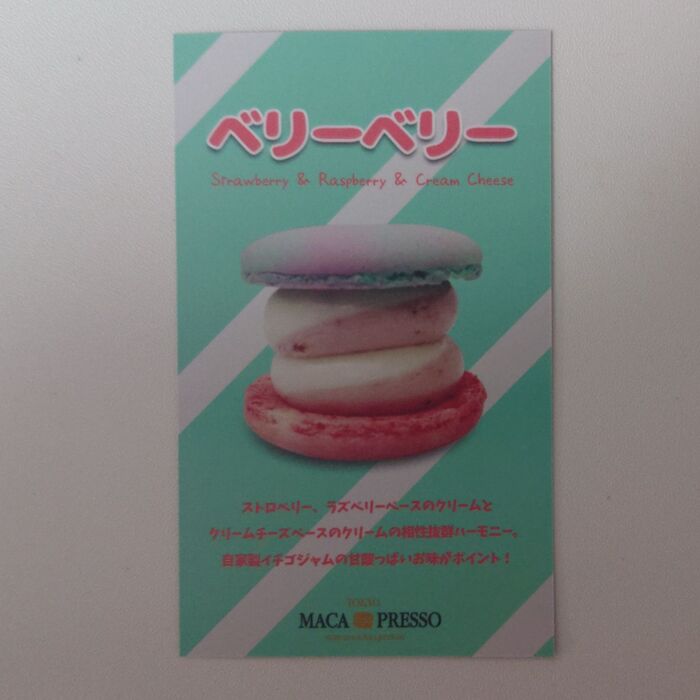 ベリーベリー
Strawberry & Raspberry & Cream Cheese
ストロベリー、ラズベリーベースのクリームと
クリームチーズベースのクリームの相性抜群ハーモニー。
自家製イチゴジャムの甘酸っぱいお味がポイント!
TOKYO
MACA PRESSO